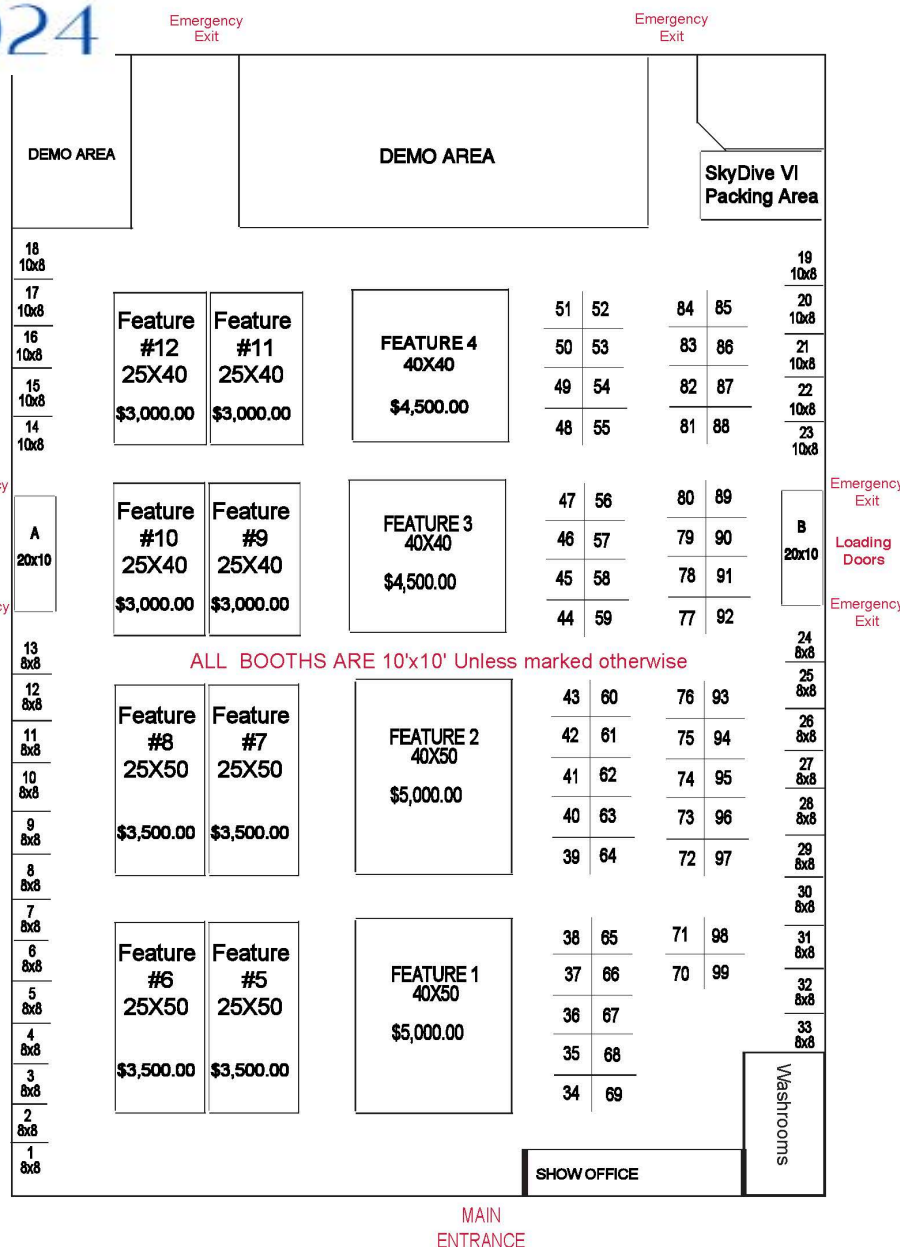 24
Emergency
Exit
Emergency
Exit
DEMO AREA
DEMO AREA
SkyDive VI
Packing Area
18
10x8
17
10x8
16
10x8
15
10x8
14
10x8
Feature
#12
25X40
$3,000.00
Feature
#11
25X40
$3,000.00
FEATURE 4
40X40
$4,500.00
51 52
50 53
49 54
48 55
84 85
83 86
82 87
81 88
19
10x8
20
10x8
21
10x8
22
10x8
23
10x8
A
20x10
Feature
#10
25X40
$3,000.00
Feature
#9
25X40
$3,000.00
FEATURE 3
40X40
$4,500.00
47 56
46 57
45 58
44 59
80 89
79 90
78 91
77 92
B
20x10
Emergency
Exit
Loading
Doors
Emergency
Exit
ALL BOOTHS ARE 10'x10' Unless marked otherwise
13
8x8
12
8x8
11
8x8
10
8x8
9
8x8
8
8x8
7
8x8
6
8x8
5
8x8
4
8x8
3
8x8
2
8x8
1
8x8
Feature
#8
25X50
$3,500.00
Feature
#7
25X50
$3,500.00
FEATURE 2
40X50
$5,000.00
43 60
42 61
41 62
40 63
39 64
76 93
75 94
74 95
73 96
72 97
24
8x8
25
8x8
26
8x8
27
8x8
28
8x8
29
8x8
30
8x8
31
8x8
32
8x8
33
8x8
Feature
#6
25X50
$3,500.00
Feature
#5
25X50
$3,500.00
FEATURE 1
40X50
$5,000.00
38 65
37 66
36 67
35 68
34 69
71 98
70 99
Washrooms
SHOW OFFICE
MAIN
ENTRANCE